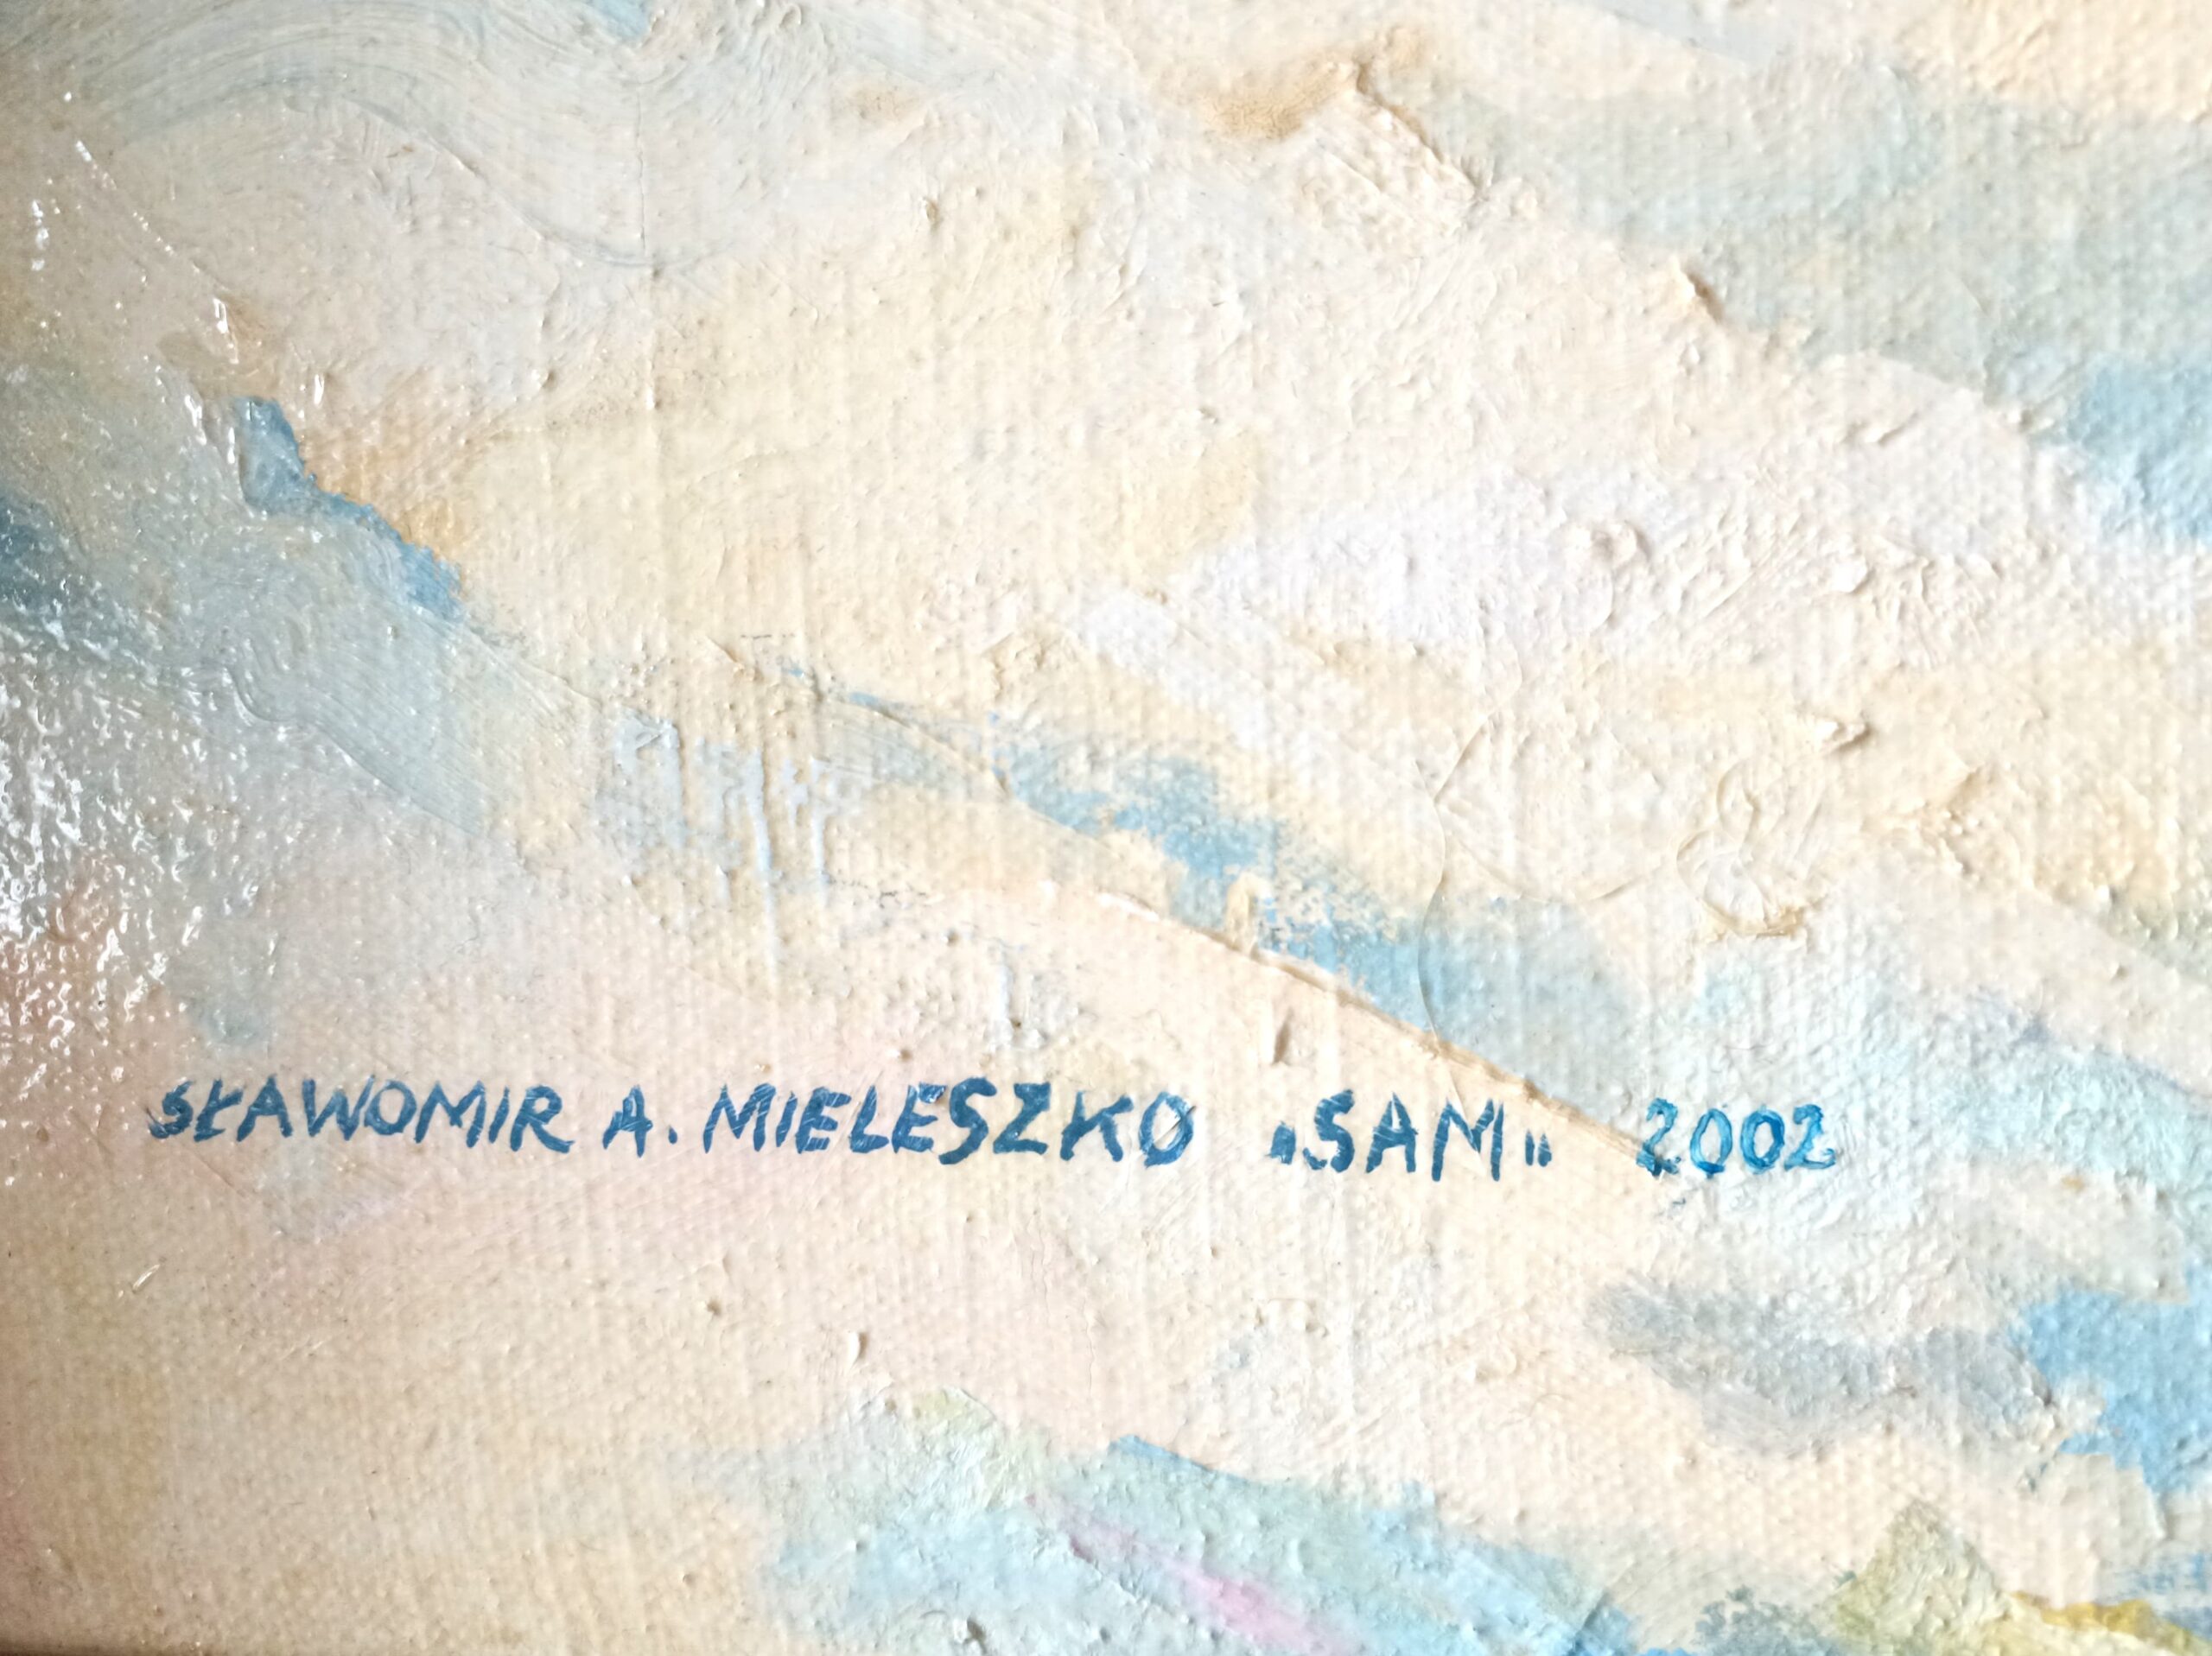 SŁAWOMIR A. MIELESZKO „SAM" 2002